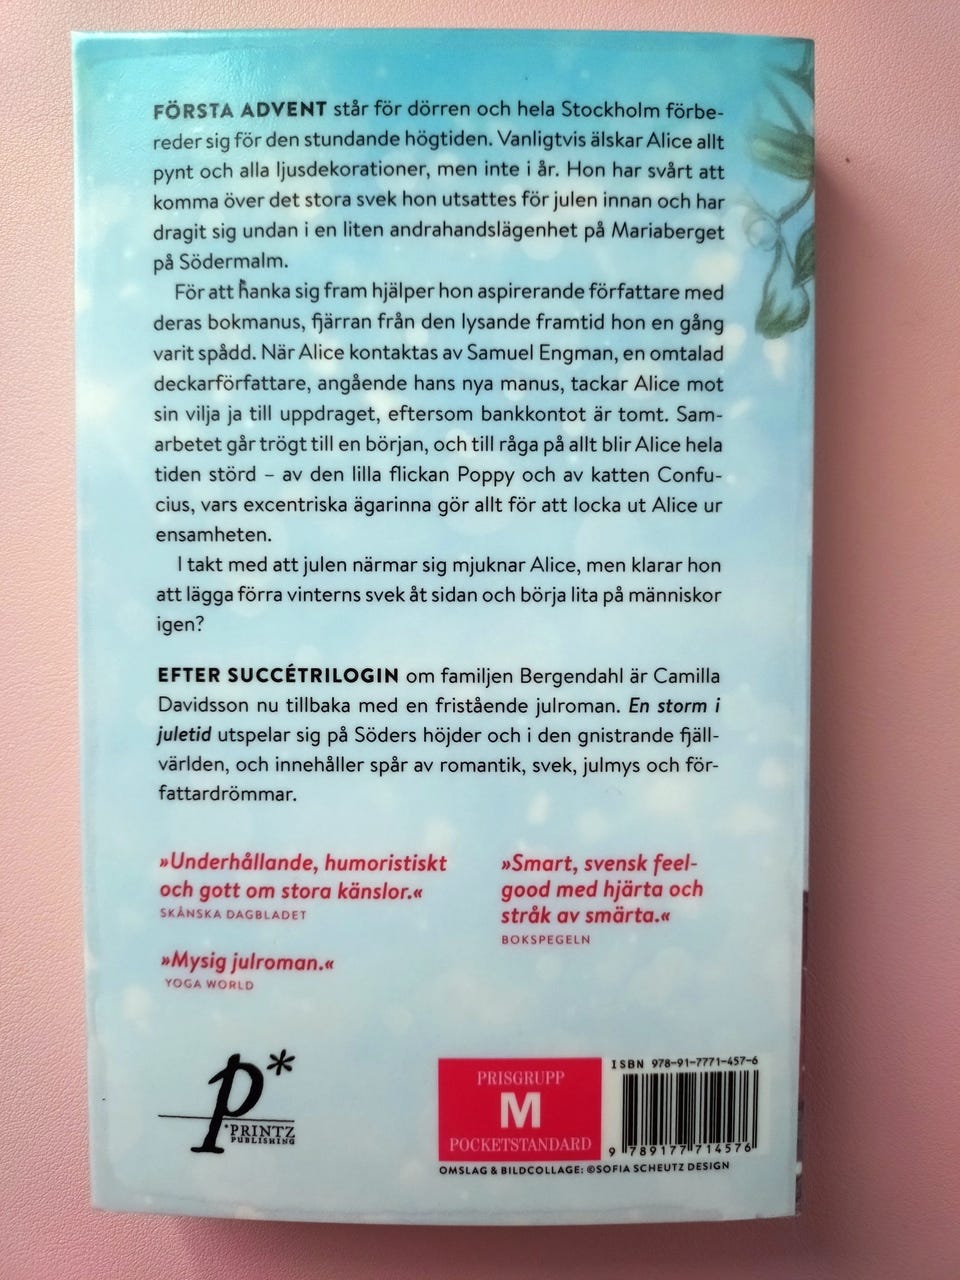 FÖRSTA ADVENT står för dörren och hela Stockholm förbe-
reder sig för den stundande högtiden. Vanligtvis älskar Alice allt
pynt och alla ljusdekorationer, men inte i år. Hon har svårt att
komma över det stora svek hon utsattes för julen innan och har
dragit sig undan i en liten andrahandslägenhet på Mariaberget
på Södermalm.
För att hanka sig fram hjälper hon aspirerande författare med
deras bokmanus, fjärran från den lysande framtid hon en gång
varit spådd. När Alice kontaktas av Samuel Engman, en omtalad
deckarförfattare, angående hans nya manus, tackar Alice mot
sin vilja ja till uppdraget, eftersom bankkontot är tomt. Sam-
arbetet går trögt till en början, och till råga på allt blir Alice hela
tiden störd – av den lilla flickan Poppy och av katten Confu-
cius, vars excentriska ägarinna gör allt för att locka ut Alice ur
ensamheten.
I takt med att julen närmar sig mjuknar Alice, men klarar hon
att lägga förra vinterns svek åt sidan och börja lita på människor
igen?
EFTER SUCCÉTRILOGIN om familjen Bergendahl är Camilla
Davidsson nu tillbaka med en fristående julroman. En storm i
juletid utspelar sig på Söders höjder och i den gnistrande fjäll-
världen, och innehåller spår av romantik, svek, julmys och för-
fattardrömmar.
»Underhållande, humoristiskt
och gott om stora känslor.«
SKÅNSKA DAGBLADET
»Mysig julroman.«
YOGA WORLD
»Smart, svensk feel-
good med hjärta och
stråk av smärta.«
BOKSPEGELN
p*
*PRINTZ
PUBLISHING
PRISGRUPP
M
POCKETSTANDARD
ISBN 978-91-7771-457-6
9 789177 714576
OMSLAG & BILDCOLLAGE: ©SOFIA SCHEUTZ DESIGN